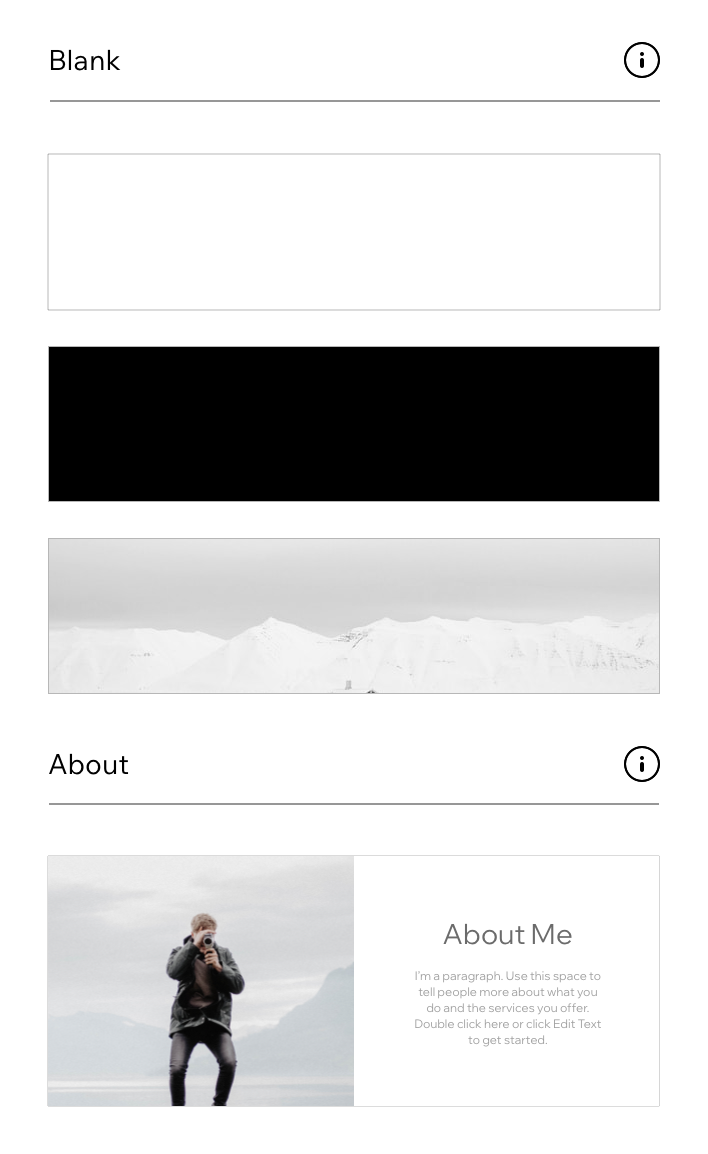 Blank
About
About Me
I'm a paragraph. Use this space to
tell people more about what you
do and the services you offer.
Double click here or click Edit Text
to get started.